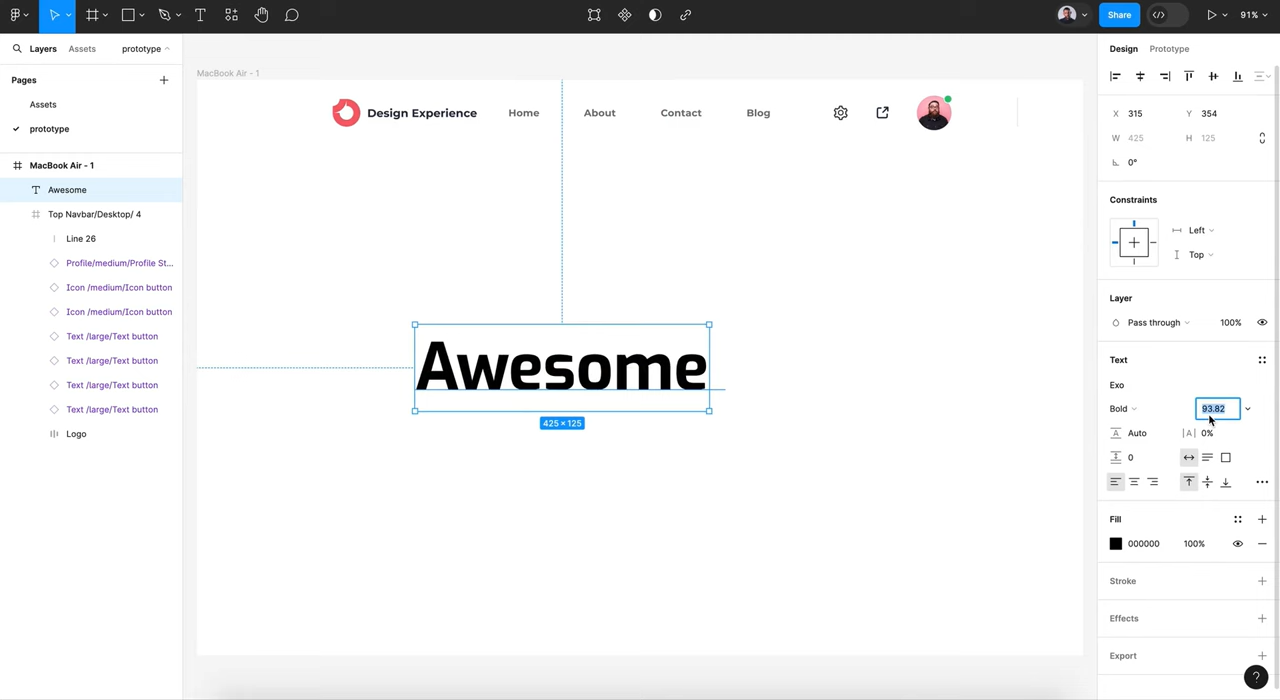 Share
91%
Layers
Assets
prototype
Pages
Assets
prototype
MacBook Air - 1
Awesome
Top Navbar/Desktop/ 4
Line 26
Profile/medium/Profile St...
Icon /medium/Icon button
Icon /medium/Icon button
Text /large/Text button
Text /large/Text button
Text /large/Text button
Text /large/Text button
Logo
MacBook Air - 1
Design Experience
Home
About
Contact
Blog
Awesome
425 × 125
Design
Prototype
X 315
Y 354
W 425
H 125
0°
Constraints
Left
Top
Layer
Pass through
100%
Text
Exo
Bold
93.82
Auto
0%
0
Fill
000000
100%
Stroke
Effects
Export
?